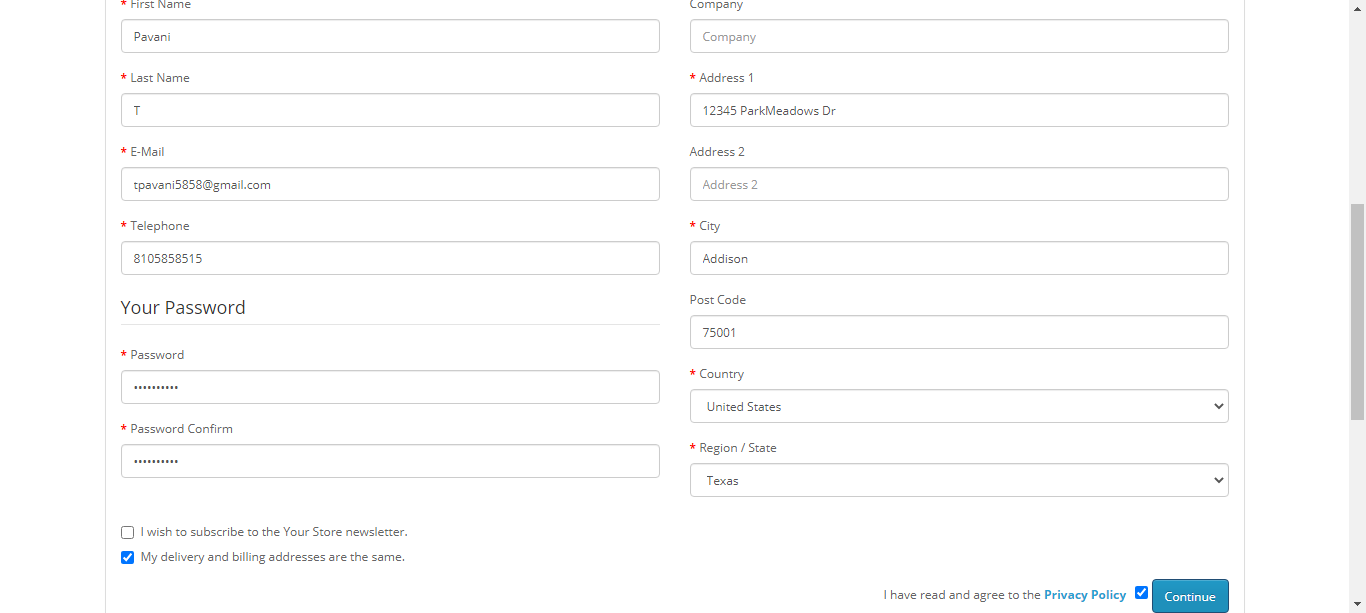 * First Name
Pavani
* Last Name
T
* E-Mail
tpavani5858@gmail.com
* Telephone
8105858515
Your Password
* Password
••••••••••
* Password Confirm
••••••••••
Company
Company
* Address 1
12345 ParkMeadows Dr
Address 2
Address 2
* City
Addison
Post Code
75001
* Country
United States
* Region / State
Texas
I wish to subscribe to the Your Store newsletter.
My delivery and billing addresses are the same.
I have read and agree to the Privacy Policy
Continue